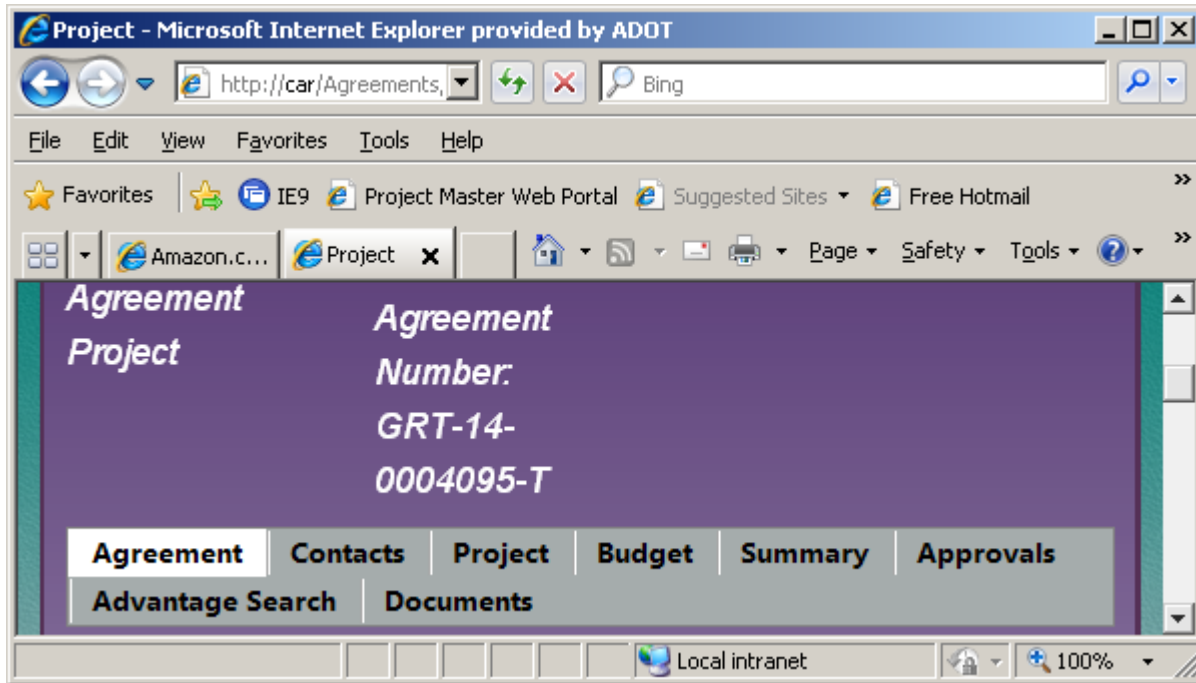 Project - Microsoft Internet Explorer provided by ADOT
http://car/Agreements,
Bing
File Edit View Favorites Tools Help
Favorites IE9 Project Master Web Portal Suggested Sites Free Hotmail »
Amazon.c... Project Page Safety Tools »
Agreement
Project
Agreement
Number:
GRT-14-
0004095-T
Agreement Contacts Project Budget Summary Approvals
Advantage Search Documents
Local intranet 100%